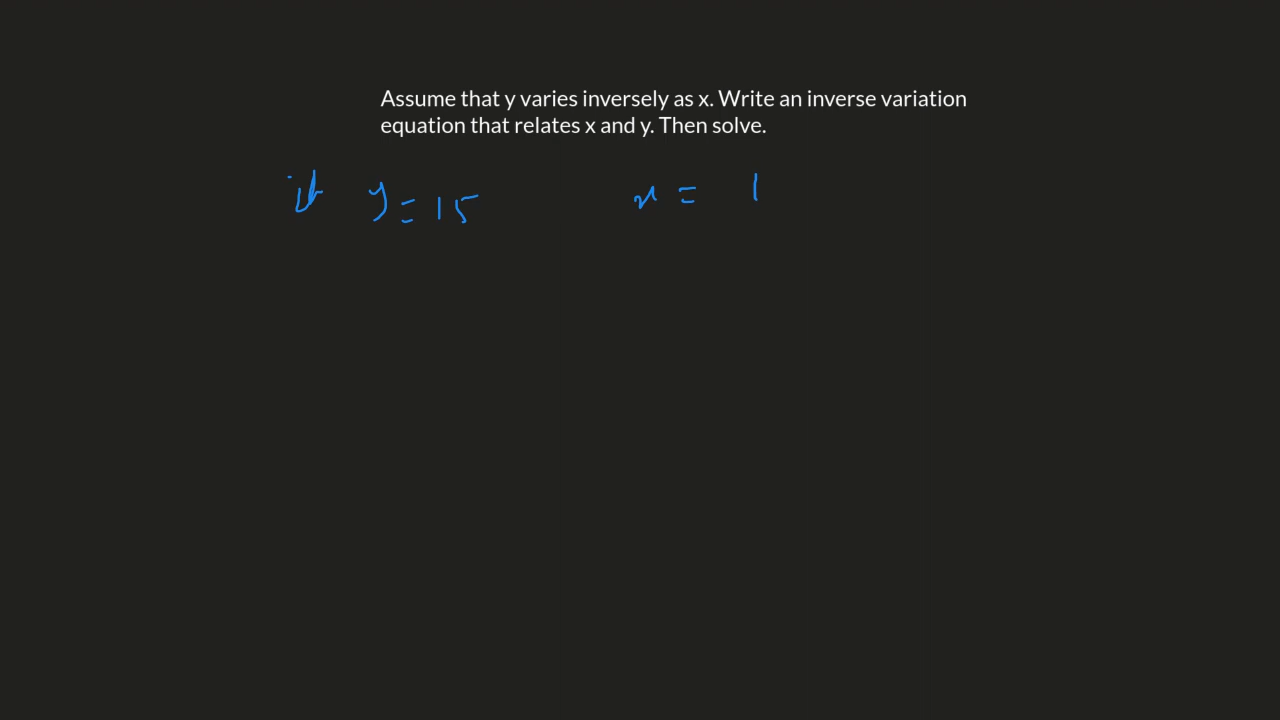 Assume that y varies inversely as x. Write an inverse variation
equation that relates x and y. Then solve.
if y = 15 x = 1